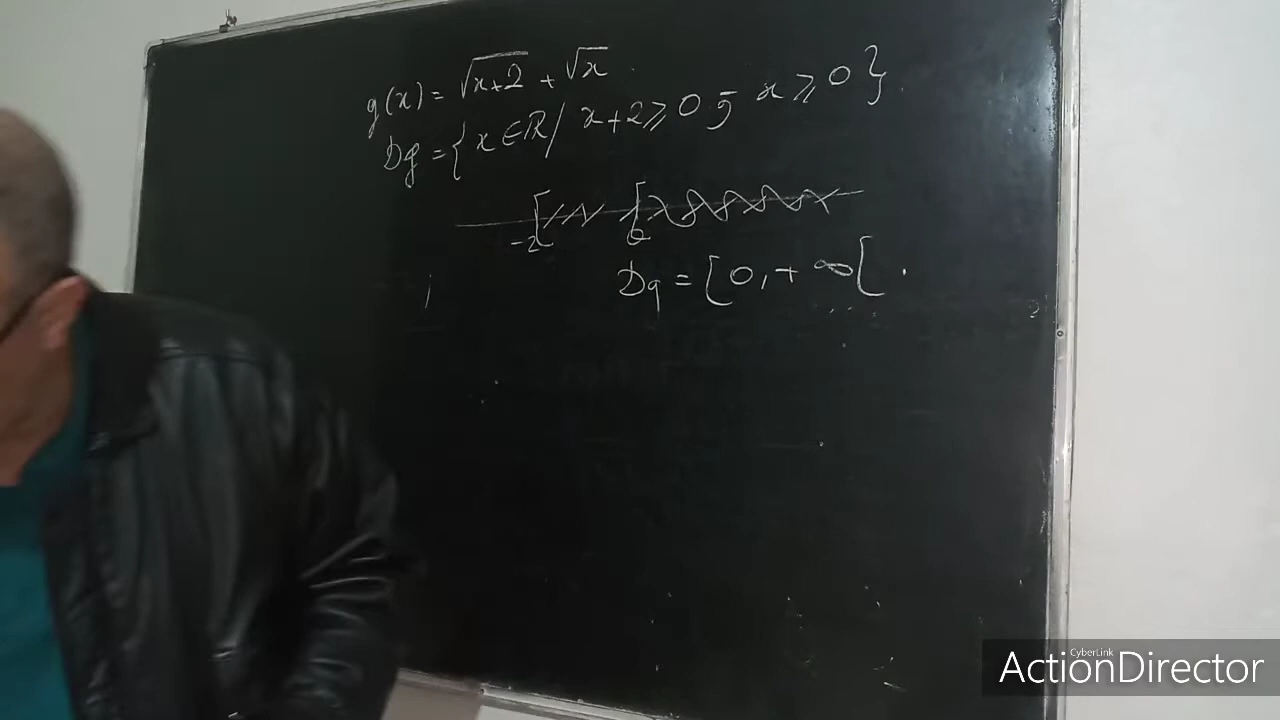 g(x) = √x+2 + √x
Dg = { x ∈ ℝ / x+2 ⩾ 0 ; x ⩾ 0 }.
-2 0
Dg = [0, + ∞[ .
CyberLink
ActionDirector